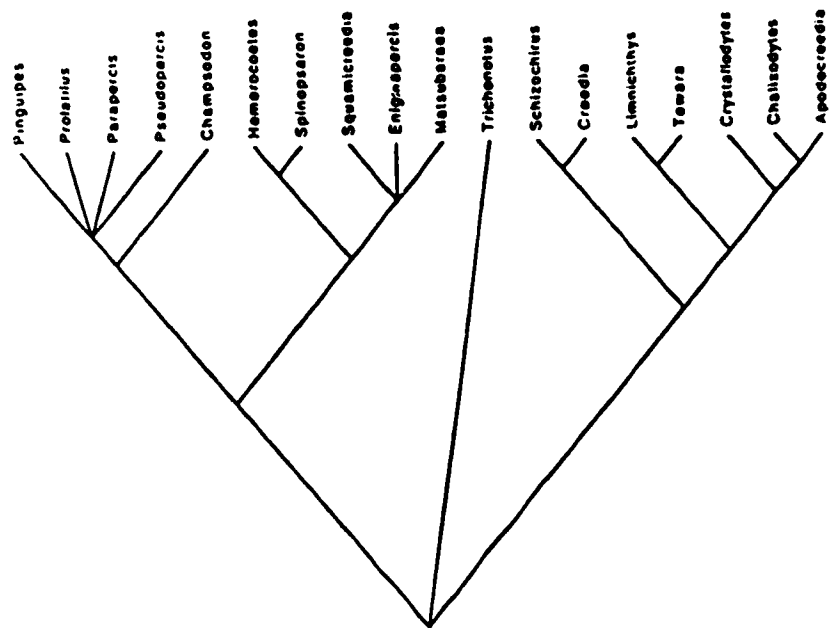 Pinguipes
Prolatilus
Parapercis
Pseudopercis
Champsodon
Hemerocoetes
Spinapsaron
Squamicreedia
Enigmapercis
Matsubaraea
Trichonotus
Schizochirus
Creedia
Limnichthys
Tewara
Crystallodytes
Chalixodytes
Apodocreedia